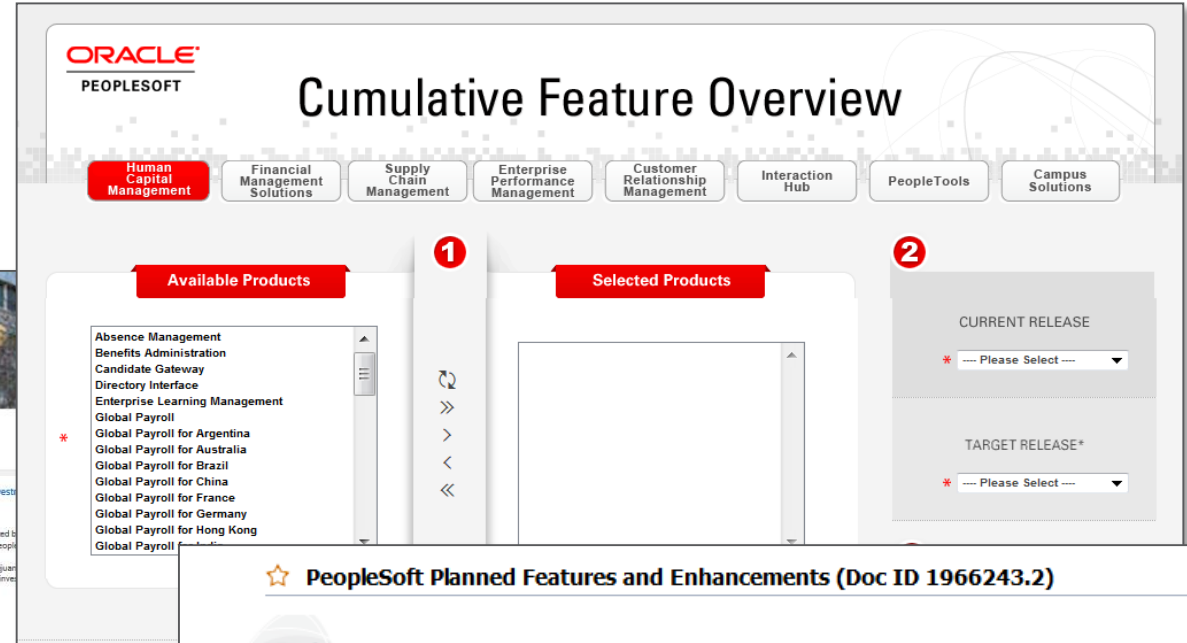 ORACLE
PEOPLESOFT
Cumulative Feature Overview
Human
Capital
Management
Financial
Management
Solutions
Supply
Chain
Management
Enterprise
Performance
Management
Customer
Relationship
Management
Interaction
Hub
PeopleTools
Campus
Solutions
1
2
Available Products
Selected Products
Absence Management
Benefits Administration
Candidate Gateway
Directory Interface
Enterprise Learning Management
Global Payroll
Global Payroll for Argentina
Global Payroll for Australia
Global Payroll for Brazil
Global Payroll for China
Global Payroll for France
Global Payroll for Germany
Global Payroll for Hong Kong
Global Payroll
*
CURRENT RELEASE
* ---- Please Select ----
TARGET RELEASE*
* ---- Please Select ----
PeopleSoft Planned Features and Enhancements (Doc ID 1966243.2)